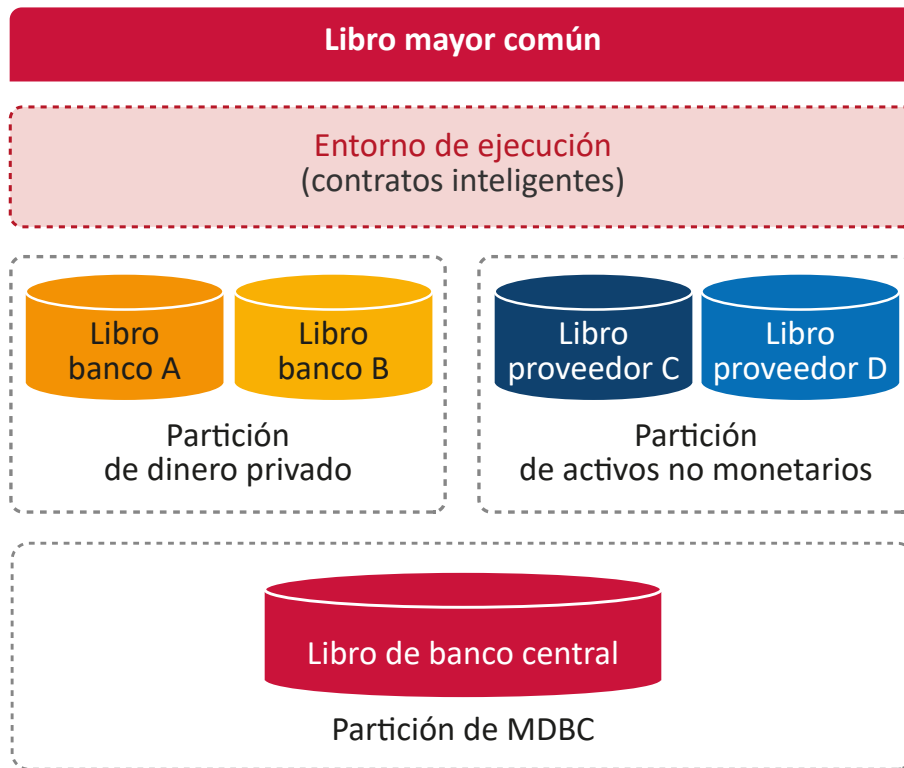 Libro mayor común
Entorno de ejecución
(contratos inteligentes)
Libro
banco A
Libro
banco B
Partición
de dinero privado
Libro
proveedor C
Libro
proveedor D
Partición
de activos no monetarios
Libro de banco central
Partición de MDBC